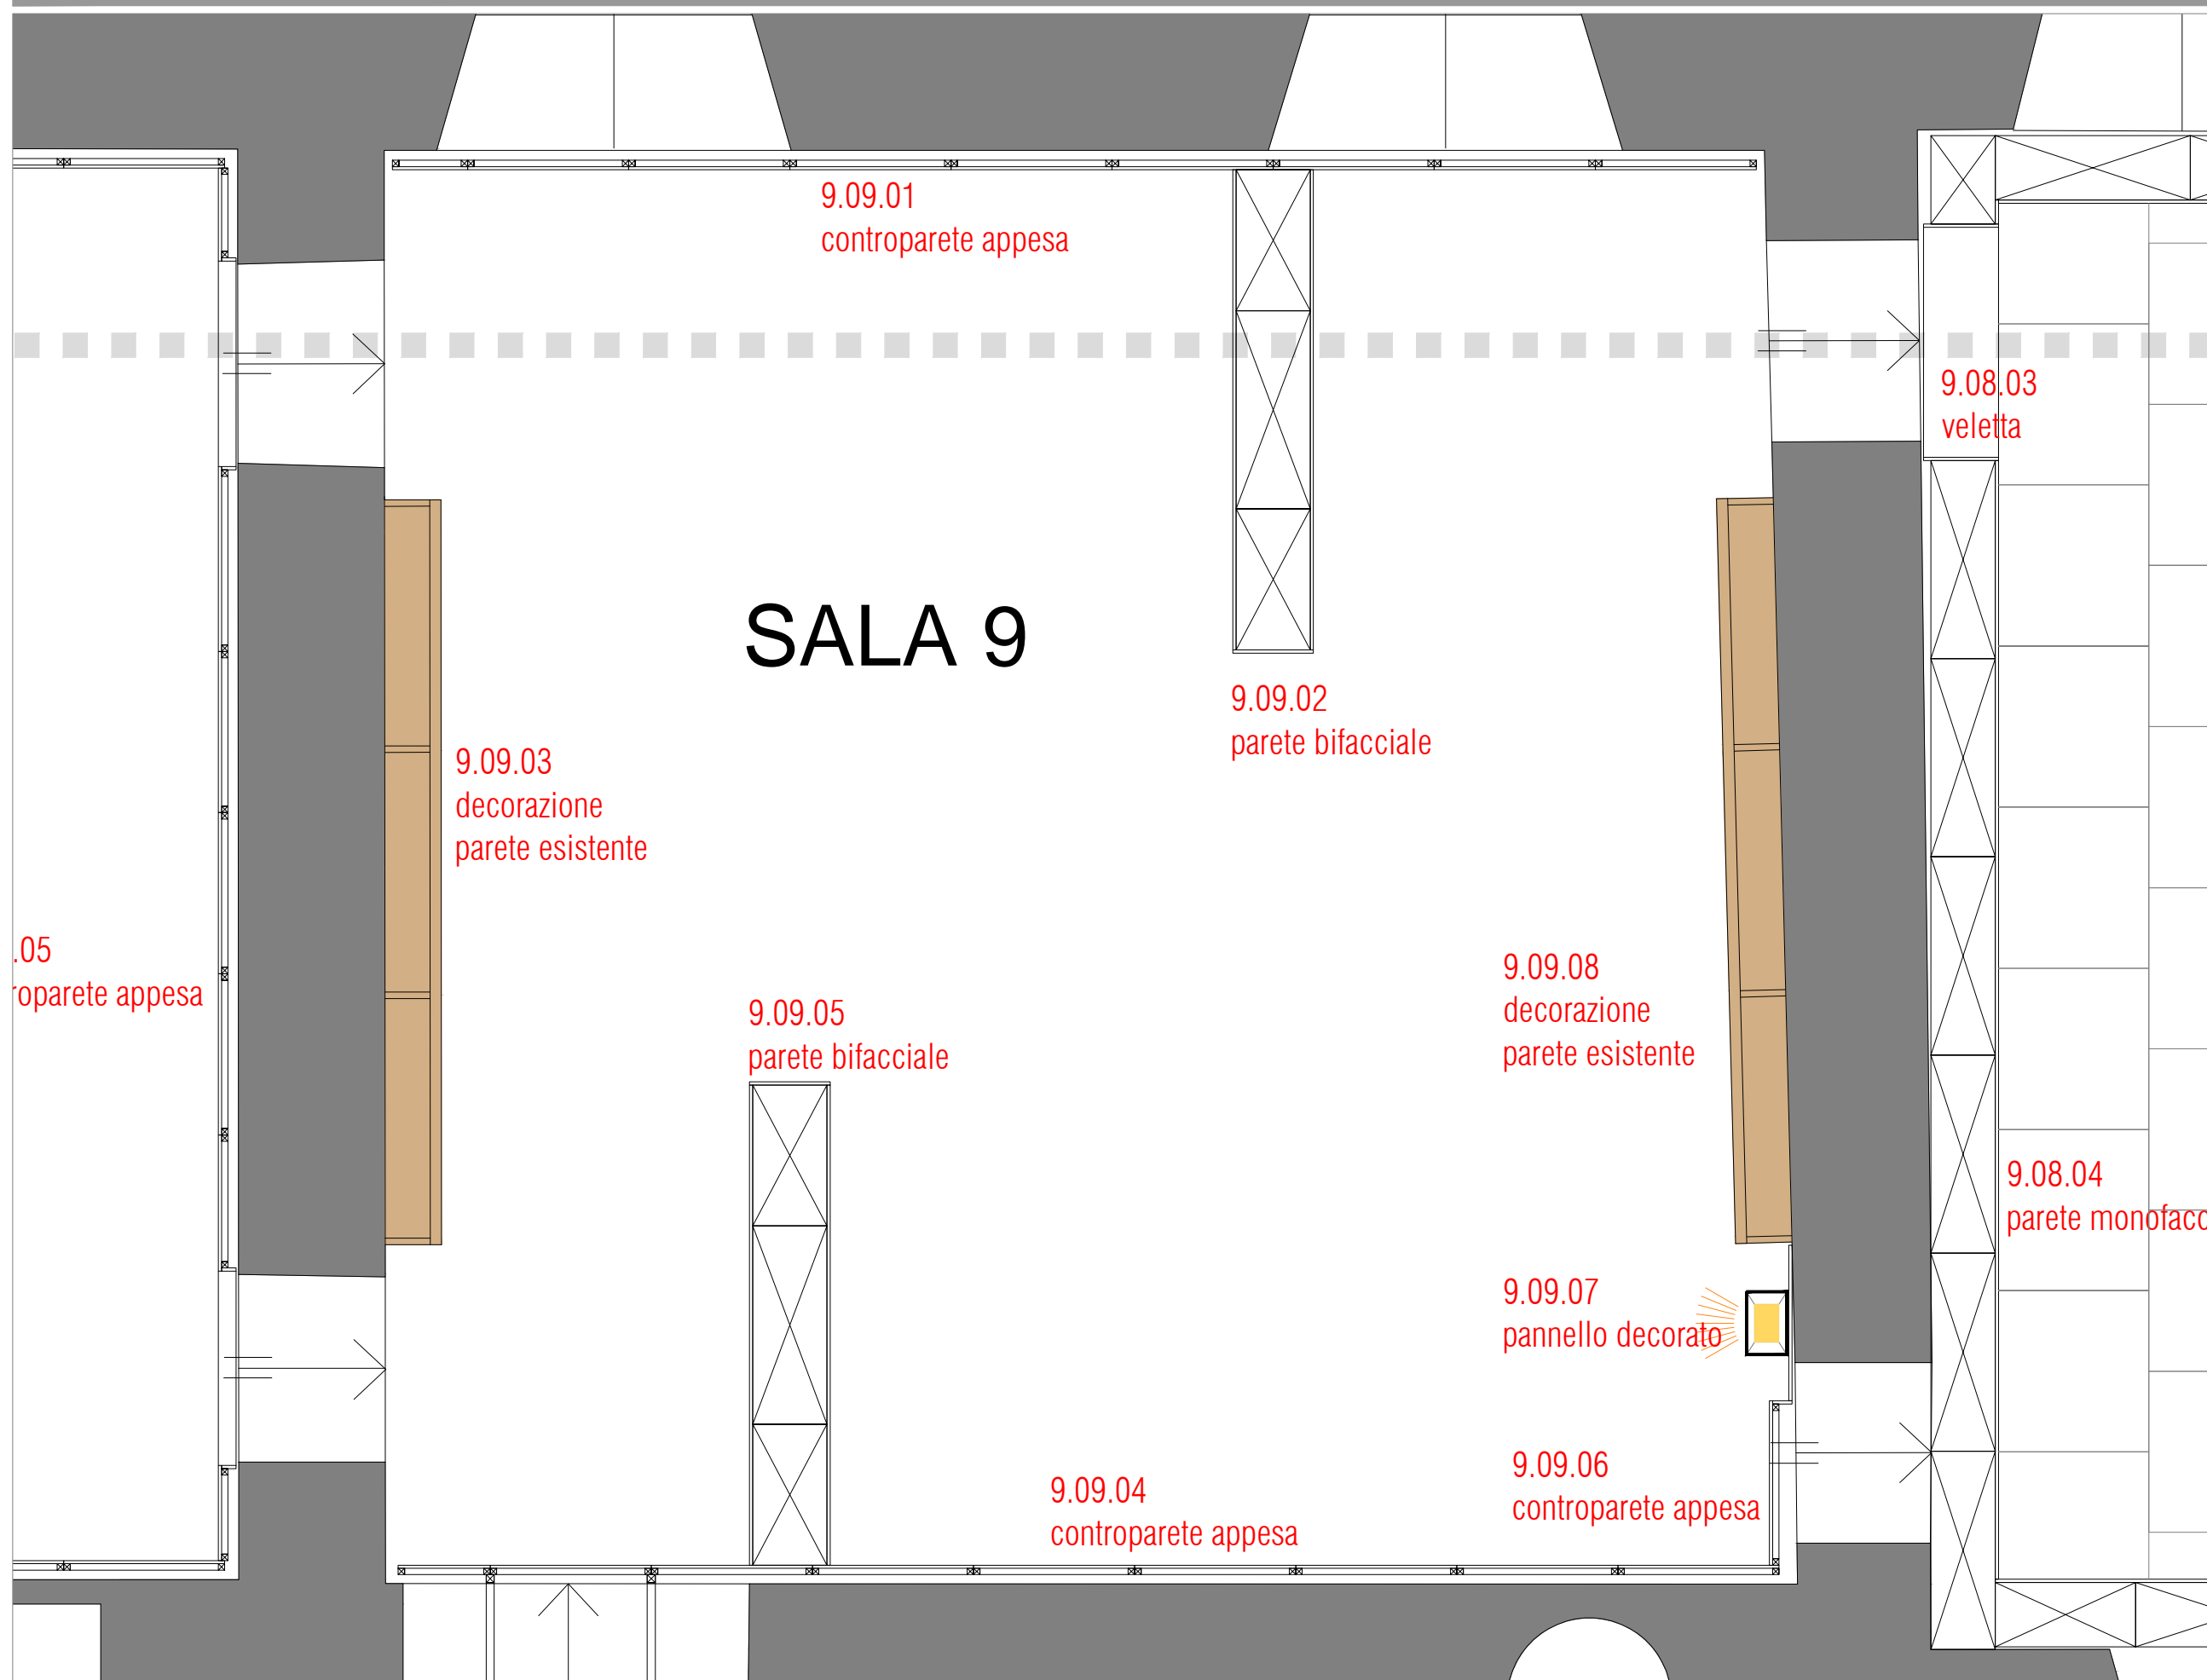 9.09.01
controparete appesa
9.08.03
veletta
SALA 9
9.09.02
parete bifacciale
9.09.03
decorazione
parete esistente
.05
roparete appesa
9.09.08
decorazione
parete esistente
9.09.05
parete bifacciale
9.08.04
parete monofacc
9.09.07
pannello decorato
9.09.06
controparete appesa
9.09.04
controparete appesa